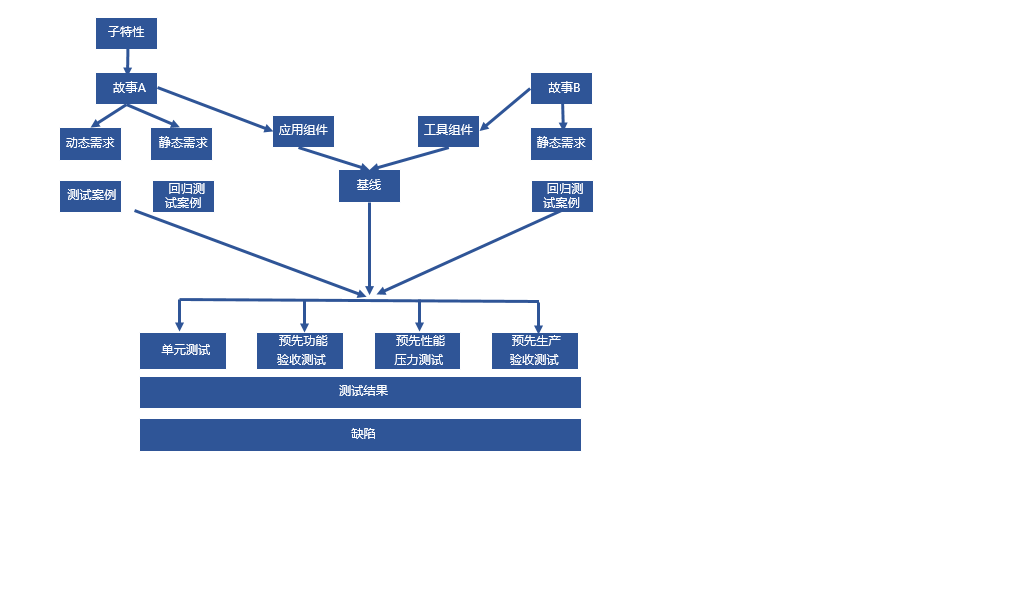 子特性
故事A
故事B
应用组件
工具组件
动态需求
静态需求
静态需求
基线
测试案例
回归测
试案例
回归测
试案例
单元测试
预先功能
验收测试
预先性能
压力测试
预先生产
验收测试
测试结果
缺陷